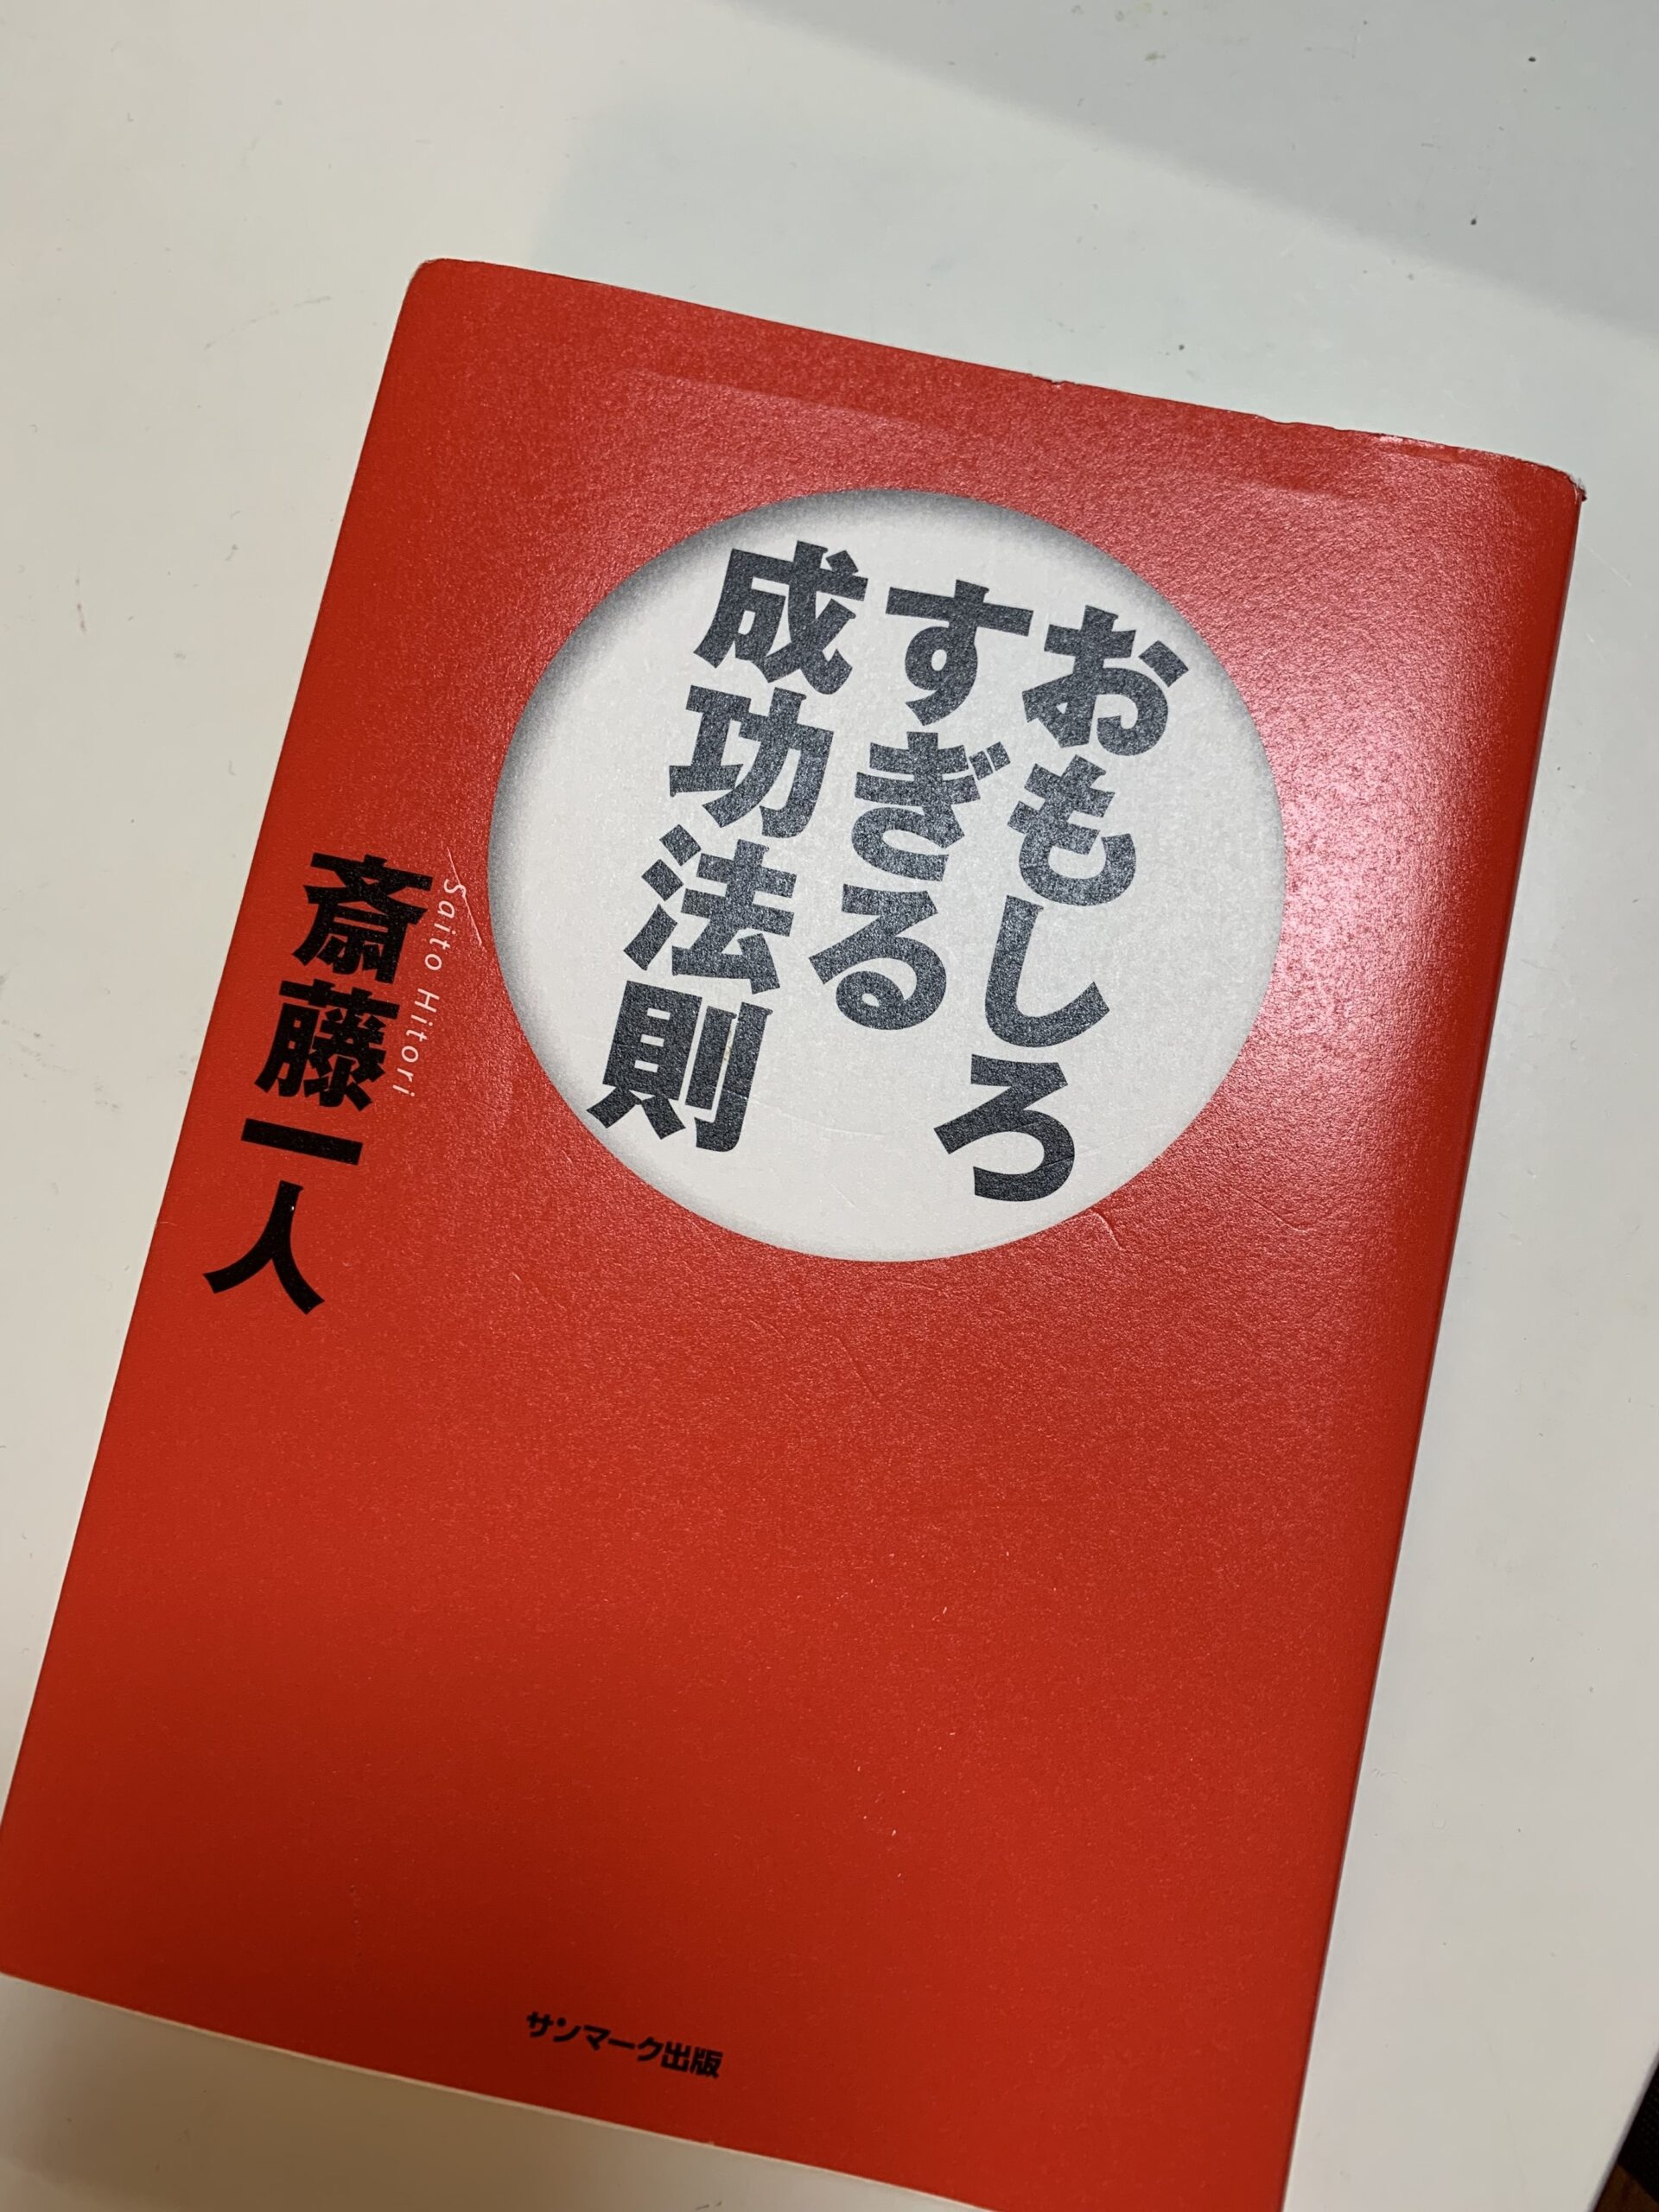 おもしろ
すぎる
成功法則
Saito Hitori
斎藤一人
サンマーク出版